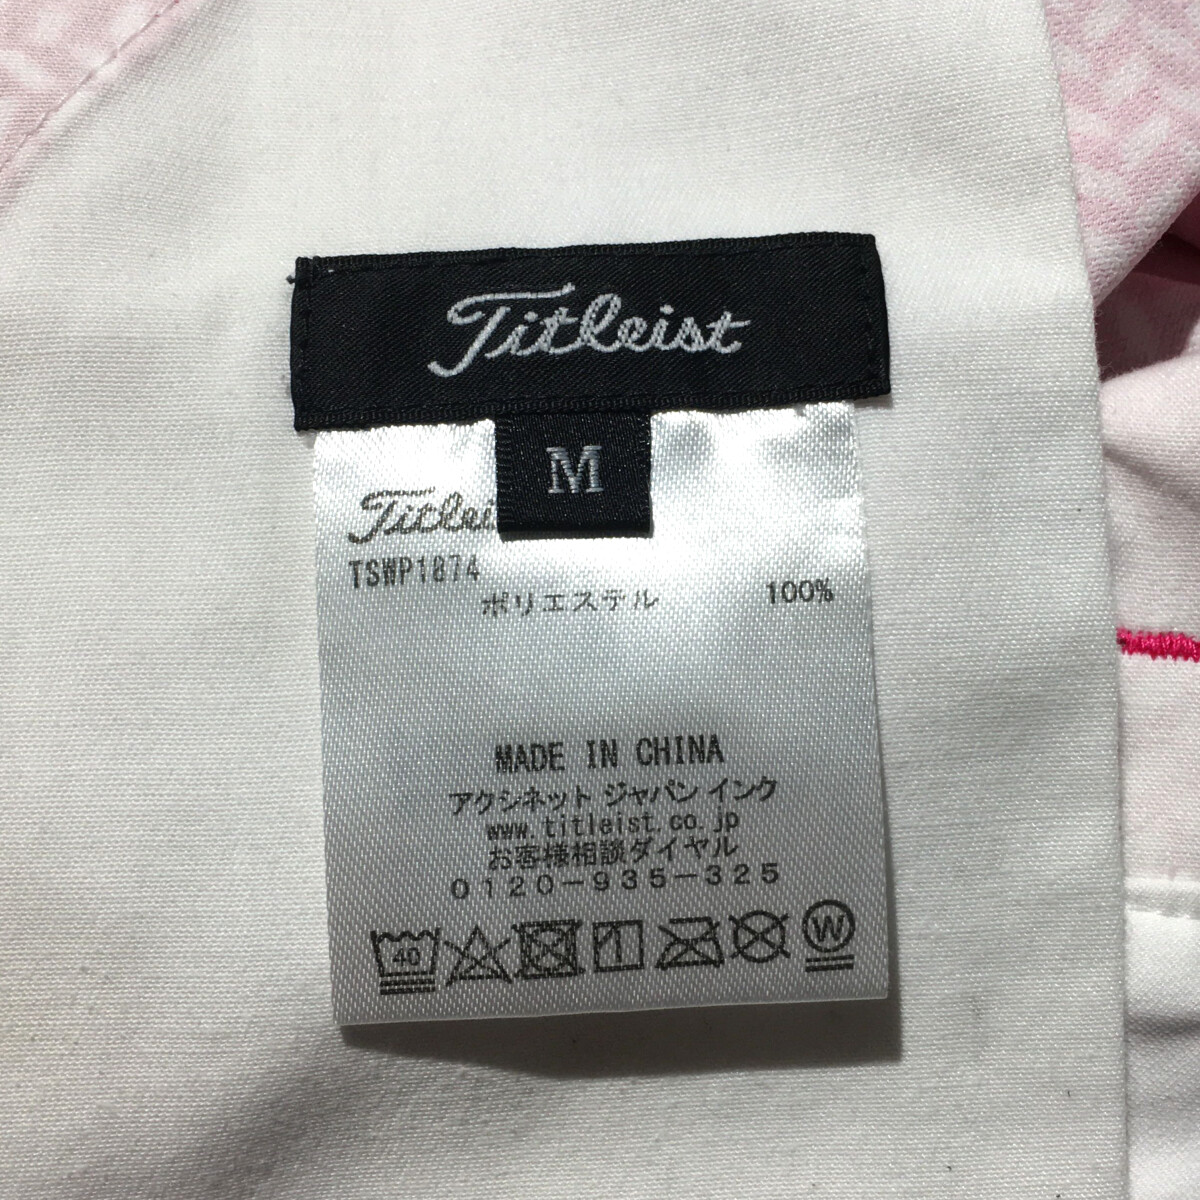 Titleist
M
Titlei
TSWP1874
ポリエステル 100%
MADE IN CHINA
アクシネット ジャパン インク
www.titleist.co.jp
お客様相談ダイヤル
0120-935-325
40
W